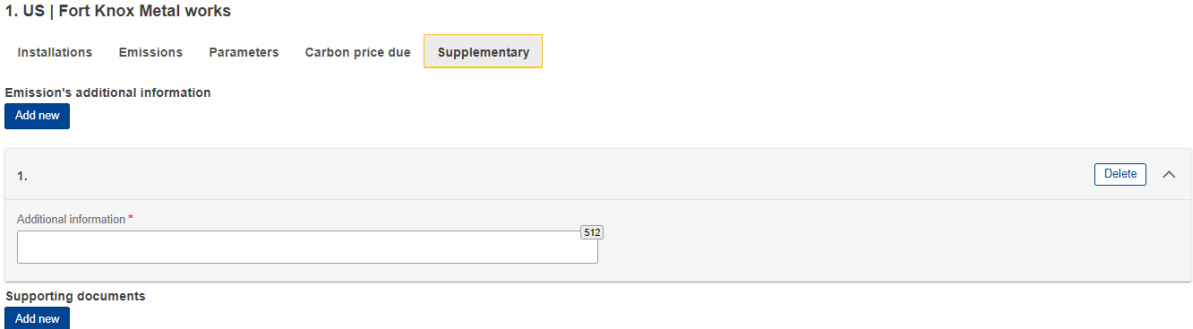 1. US | Fort Knox Metal works
Installations Emissions Parameters Carbon price due Supplementary
Emission's additional information
Add new
1. Delete
Additional information *
512
Supporting documents
Add new